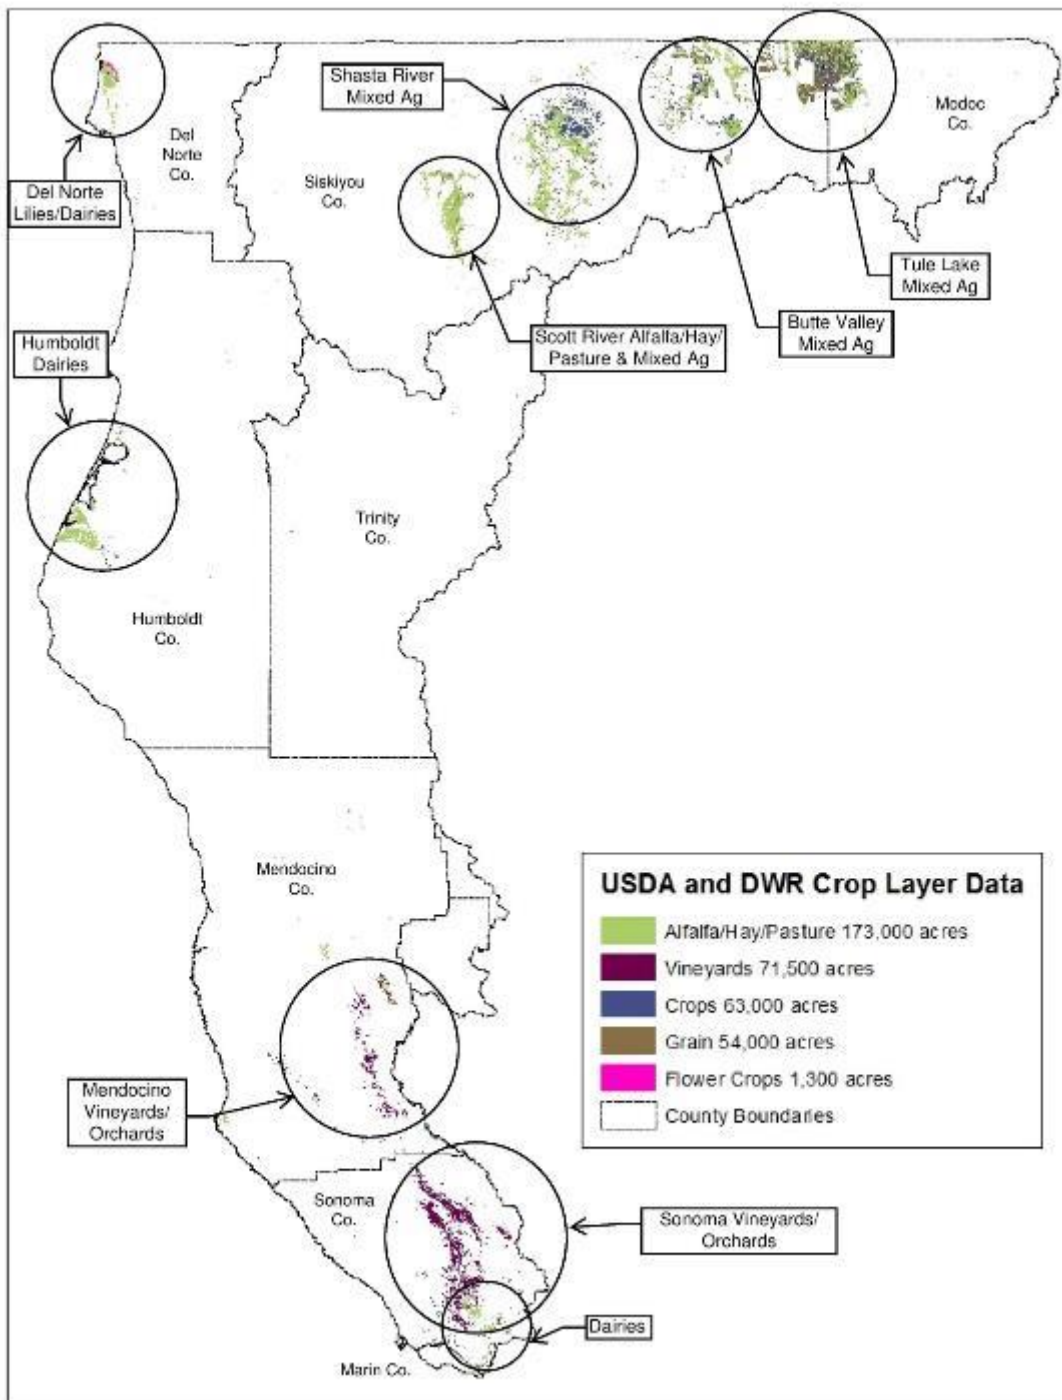 Shasta River
Mixed Ag
Del
Norte
Co.
Modoc
Co.
Siskiyou
Co.
Del Norte
Lilies/Dairies
Tule Lake
Mixed Ag
Butte Valley
Mixed Ag
Scott River Alfalfa/Hay/
Pasture & Mixed Ag
Humboldt
Dairies
Trinity
Co.
Humboldt
Co.
Mendocino
Co.
USDA and DWR Crop Layer Data
Alfalfa/Hay/Pasture 173,000 acres
Vineyards 71,500 acres
Crops 63,000 acres
Grain 54,000 acres
Flower Crops 1,300 acres
County Boundaries
Mendocino
Vineyards/
Orchards
Sonoma
Co.
Sonoma Vineyards/
Orchards
Dairies
Marin Co.